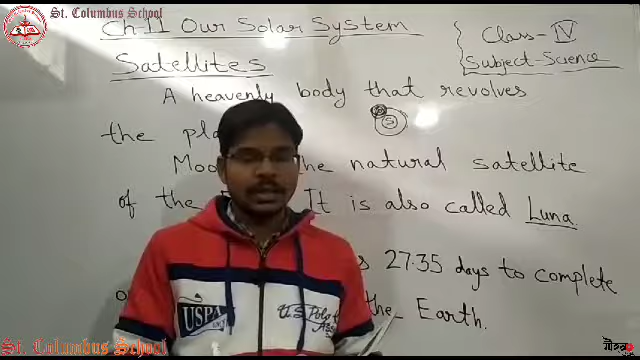 St. Columbus School
Ch-11 Our Solar System
Class- IV
Subject-Science
Satellites
A heavenly body that revolves
S
the
Moo the natural satellite
of the It is also called Luna.
27.35 days to complete
the Earth.
USPA
U.S. Polo
St. Columbus School